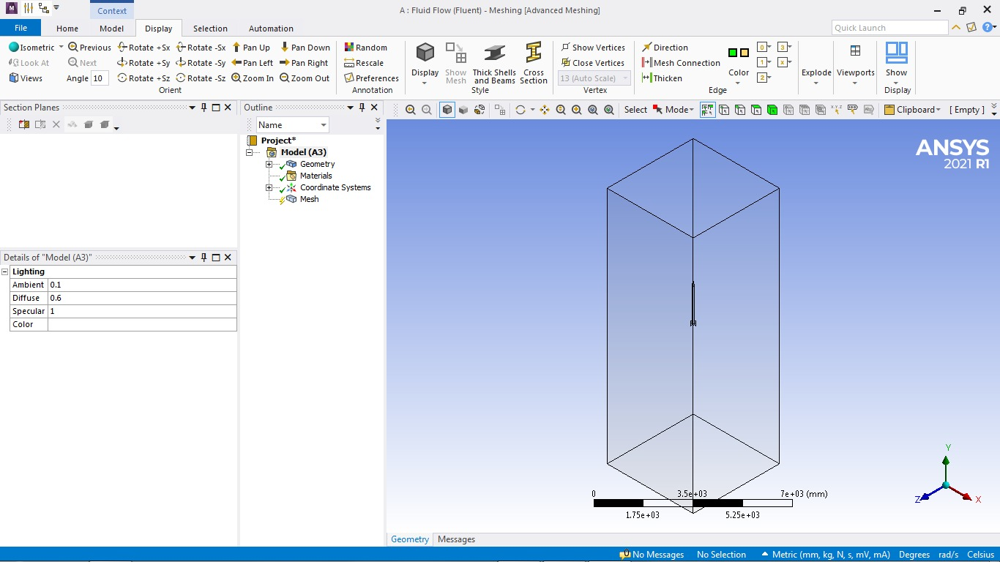 M
Context
A : Fluid Flow (Fluent) - Meshing [Advanced Meshing]
File
Home
Model
Display
Selection
Automation
Quick Launch
Isometric
Previous
Rotate +Sx
Rotate -Sx
Pan Up
Pan Down
Look At
Next
Rotate +Sy
Rotate -Sy
Pan Left
Pan Right
Views
Angle 10
Rotate +Sz
Rotate -Sz
Zoom In
Zoom Out
Orient
Random
Rescale
Preferences
Annotation
Display
Show
Mesh
Thick Shells
and Beams
Cross
Section
Style
Show Vertices
Close Vertices
13 (Auto Scale)
Vertex
Direction
Mesh Connection
Thicken
Color
0
3
1
x
2
Edge
Explode
Viewports
Show
Display
Section Planes
Outline
Name
Project*
Model (A3)
Geometry
Materials
Coordinate Systems
Mesh
Select
Mode
Clipboard
[ Empty ]
ANSYS
2021 R1
Details of "Model (A3)"
Lighting
Ambient 0.1
Diffuse 0.6
Specular 1
Color
0
3.5e+03
7e+03 (mm)
1.75e+03
5.25e+03
Y
Z
X
Geometry
Messages
No Messages
No Selection
Metric (mm, kg, N, s, mV, mA)
Degrees
rad/s
Celsius